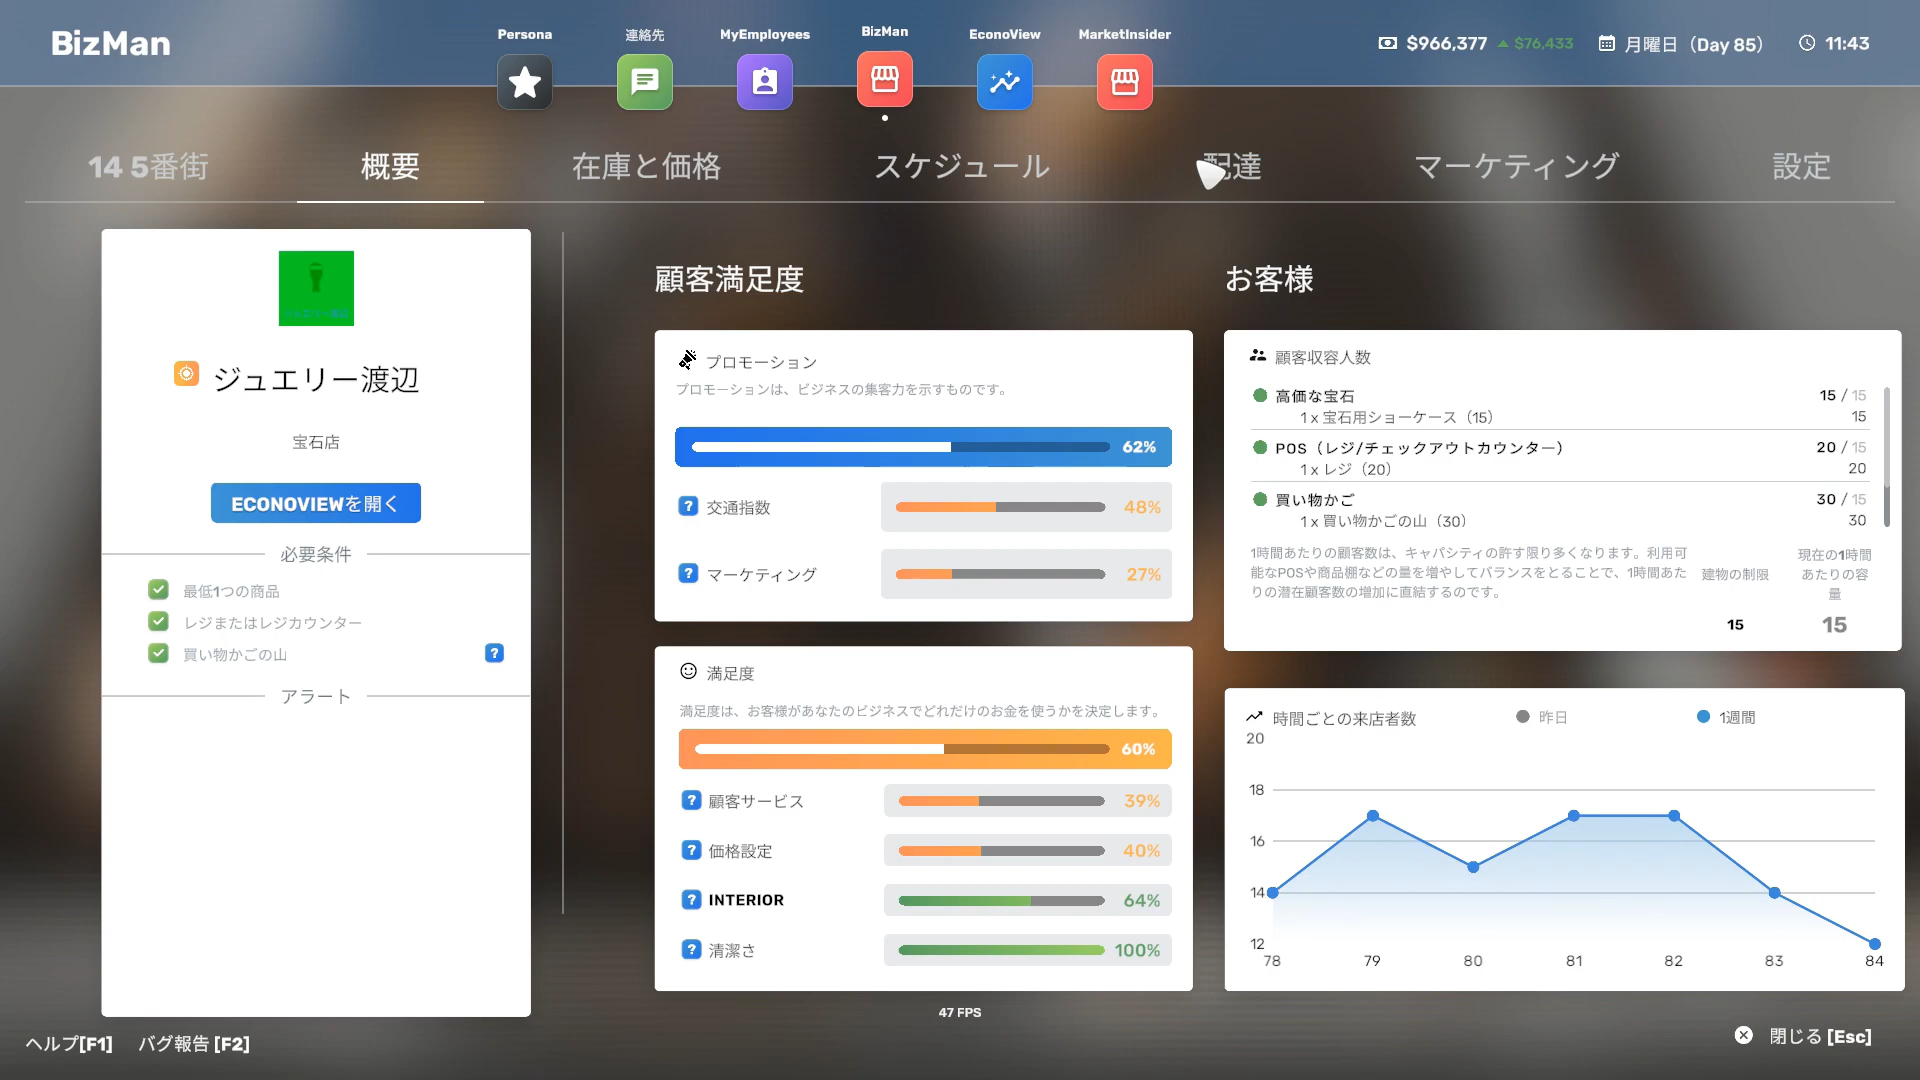 BizMan
Persona
連絡先
MyEmployees
BizMan
EconoView
MarketInsider
$966,377
$76,433
月曜日（Day 85）
11:43
14 5番街
概要
在庫と価格
スケジュール
配達
マーケティング
設定
ジュエリー渡辺
ジュエリー渡辺
宝石店
ECONOVIEWを開く
必要条件
最低1つの商品
レジまたはレジカウンター
買い物かごの山
?
アラート
顧客満足度
プロモーション
プロモーションは、ビジネスの集客力を示すものです。
62%
? 交通指数 48%
? マーケティング 27%
満足度
満足度は、お客様があなたのビジネスでどれだけのお金を使うかを決定します。
60%
? 顧客サービス 39%
? 価格設定 40%
? INTERIOR 64%
? 清潔さ 100%
お客様
顧客収容人数
高価な宝石 15 / 15
1 x 宝石用ショーケース（15） 15
POS（レジ/チェックアウトカウンター） 20 / 15
1 x レジ（20） 20
買い物かご 30 / 15
1 x 買い物かごの山（30） 30
1時間あたりの顧客数は、キャパシティの許す限り多くなります。利用可
能なPOSや商品棚などの量を増やしてバランスをとることで、1時間あた
りの潜在顧客数の増加に直結するのです。
建物の制限
15
現在の1時間
あたりの容
量
15
時間ごとの来店者数
昨日
1週間
20
18
16
14
12
78 79 80 81 82 83 84
47 FPS
ヘルプ[F1]
バグ報告 [F2]
閉じる [Esc]